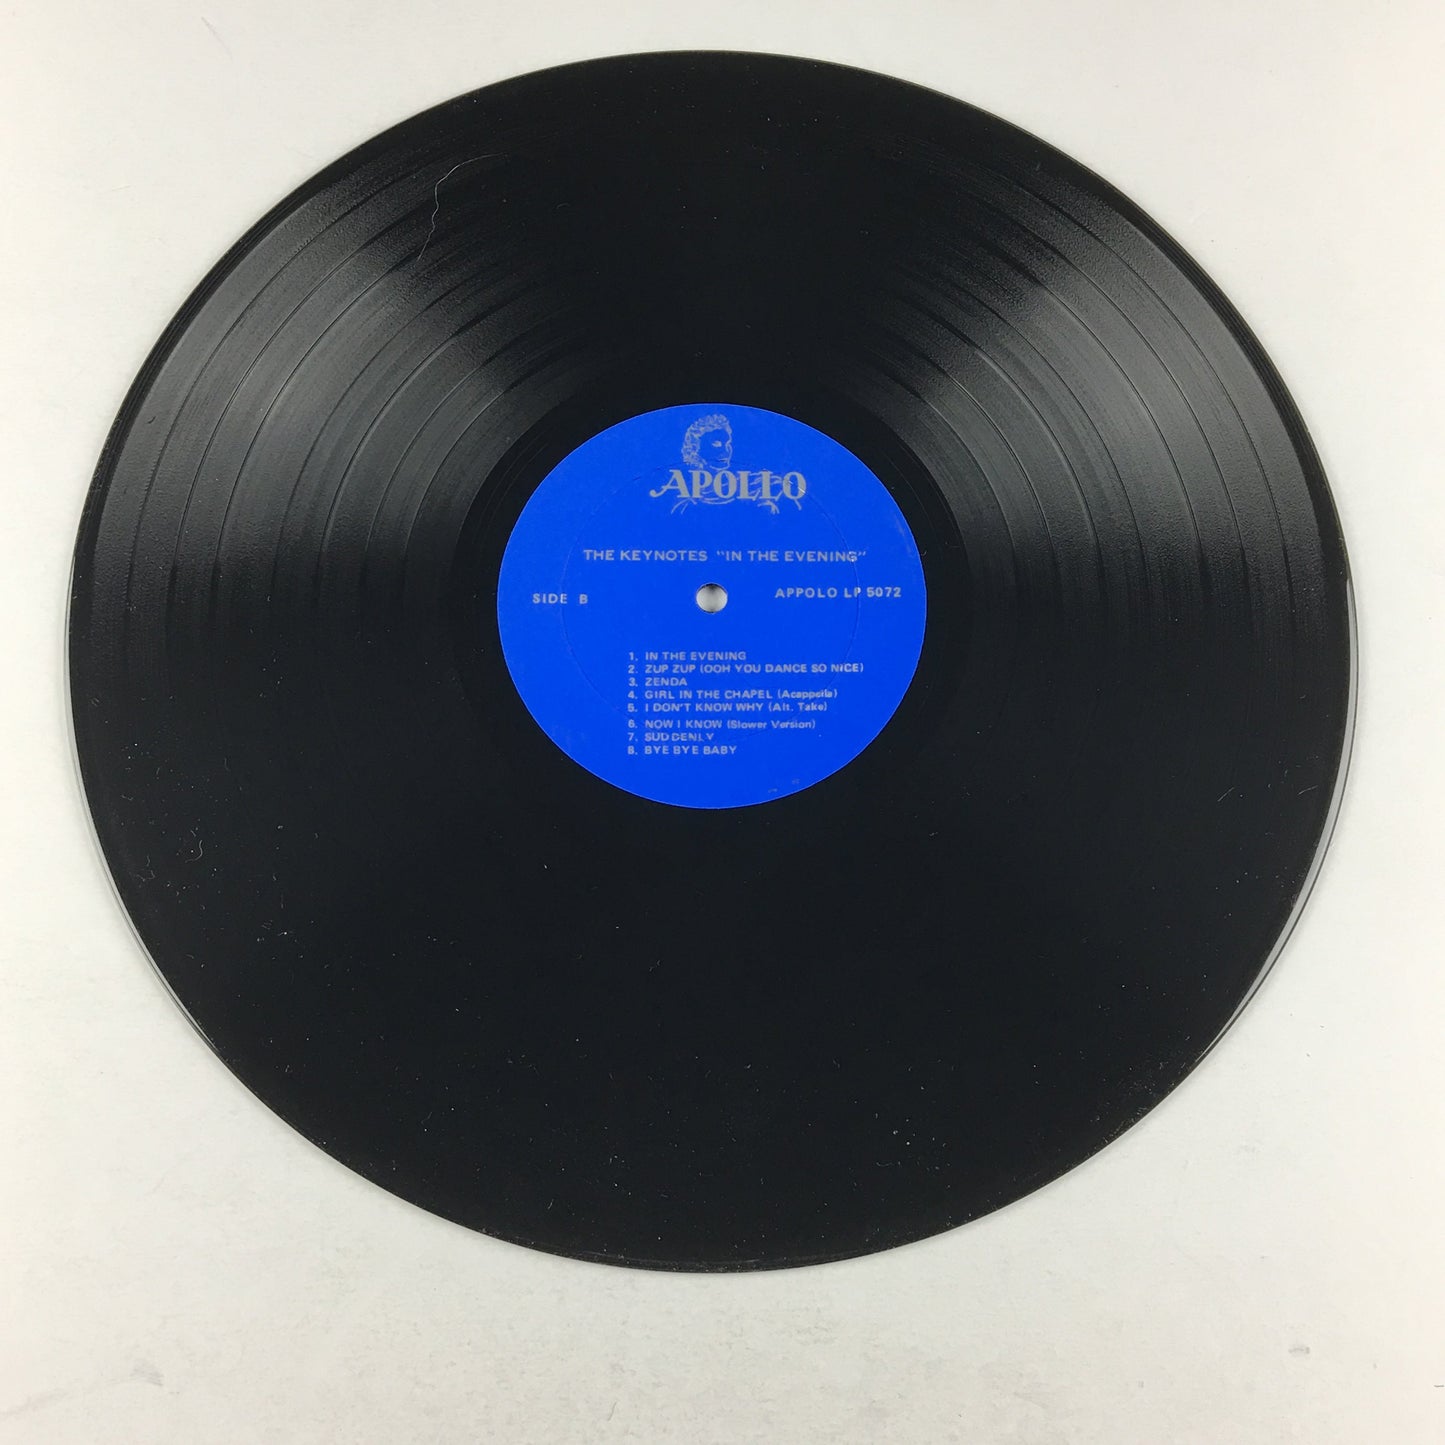 APOLLO
THE KEYNOTES "IN THE EVENING"
SIDE B
APPOLO LP 5072
1. IN THE EVENING
2. ZUP ZUP (OOH YOU DANCE SO NICE)
3. ZENDA
4. GIRL IN THE CHAPEL (Acappella)
5. I DON'T KNOW WHY (Alt. Take)
6. NOW I KNOW (Slower Version)
7. SUDDENLY
8. BYE BYE BABY